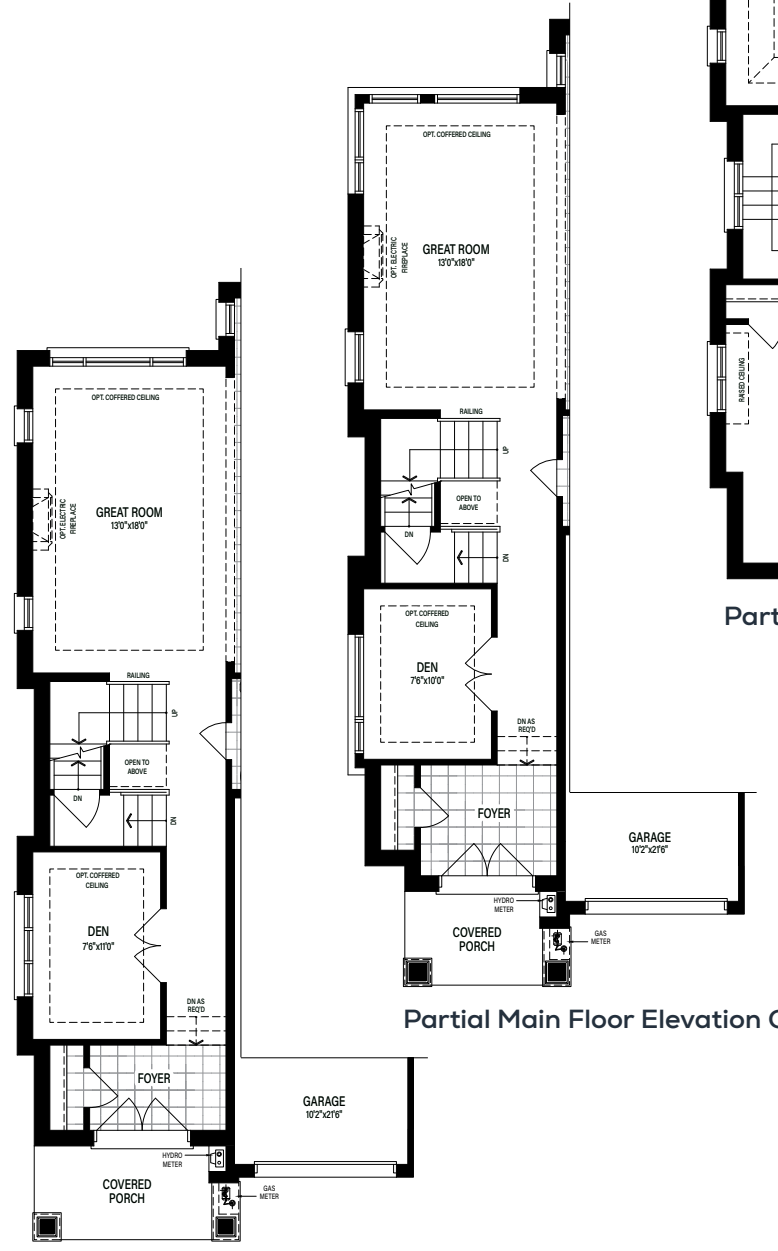 OPT. COFFERED CEILING
GREAT ROOM
13'0"x18'0"
OPT. ELECTRIC
FIREPLACE
RAILING
UP
OPEN TO
ABOVE
DN
DN
OPT. COFFERED
CEILING
DEN
7'6"x10'0"
DN AS
REQ'D
FOYER
GARAGE
10'2"x21'6"
HYDRO
METER
COVERED
PORCH
GAS
METER
Partial Main Floor Elevation
OPT. COFFERED CEILING
GREAT ROOM
13'0"x18'0"
OPT. ELECTRIC
FIREPLACE
RAILING
UP
OPEN TO
ABOVE
DN
DN
OPT. COFFERED
CEILING
DEN
7'6"x11'0"
DN AS
REQ'D
FOYER
GARAGE
10'2"x21'6"
HYDRO
METER
COVERED
PORCH
GAS
METER
RAISED CEILING
Part